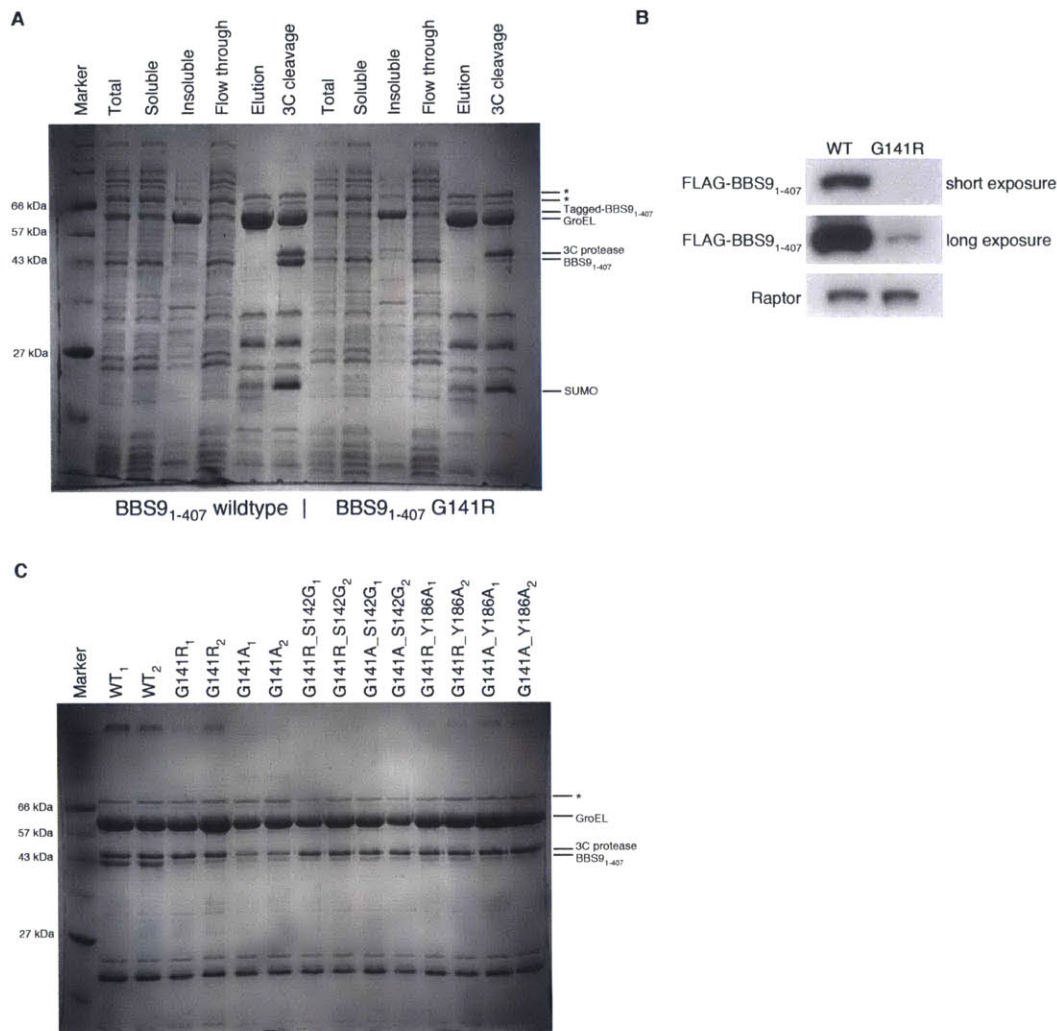 A
Marker
Total
Soluble
Insoluble
Flow through
Elution
3C cleavage
Total
Soluble
Insoluble
Flow through
Elution
3C cleavage
66 kDa
57 kDa
43 kDa
27 kDa
*
*
Tagged-BBS9₁₋₄₀₇
GroEL
3C protease
BBS9₁₋₄₀₇
SUMO
BBS9₁₋₄₀₇ wildtype | BBS9₁₋₄₀₇ G141R
B
WT G141R
FLAG-BBS9₁₋₄₀₇ short exposure
FLAG-BBS9₁₋₄₀₇ long exposure
Raptor
C
Marker
WT₁
WT₂
G141R₁
G141R₂
G141A₁
G141A₂
G141R_S142G₁
G141R_S142G₂
G141A_S142G₁
G141A_S142G₂
G141R_Y186A₁
G141R_Y186A₂
G141A_Y186A₁
G141A_Y186A₂
66 kDa
57 kDa
43 kDa
27 kDa
*
GroEL
3C protease
BBS9₁₋₄₀₇